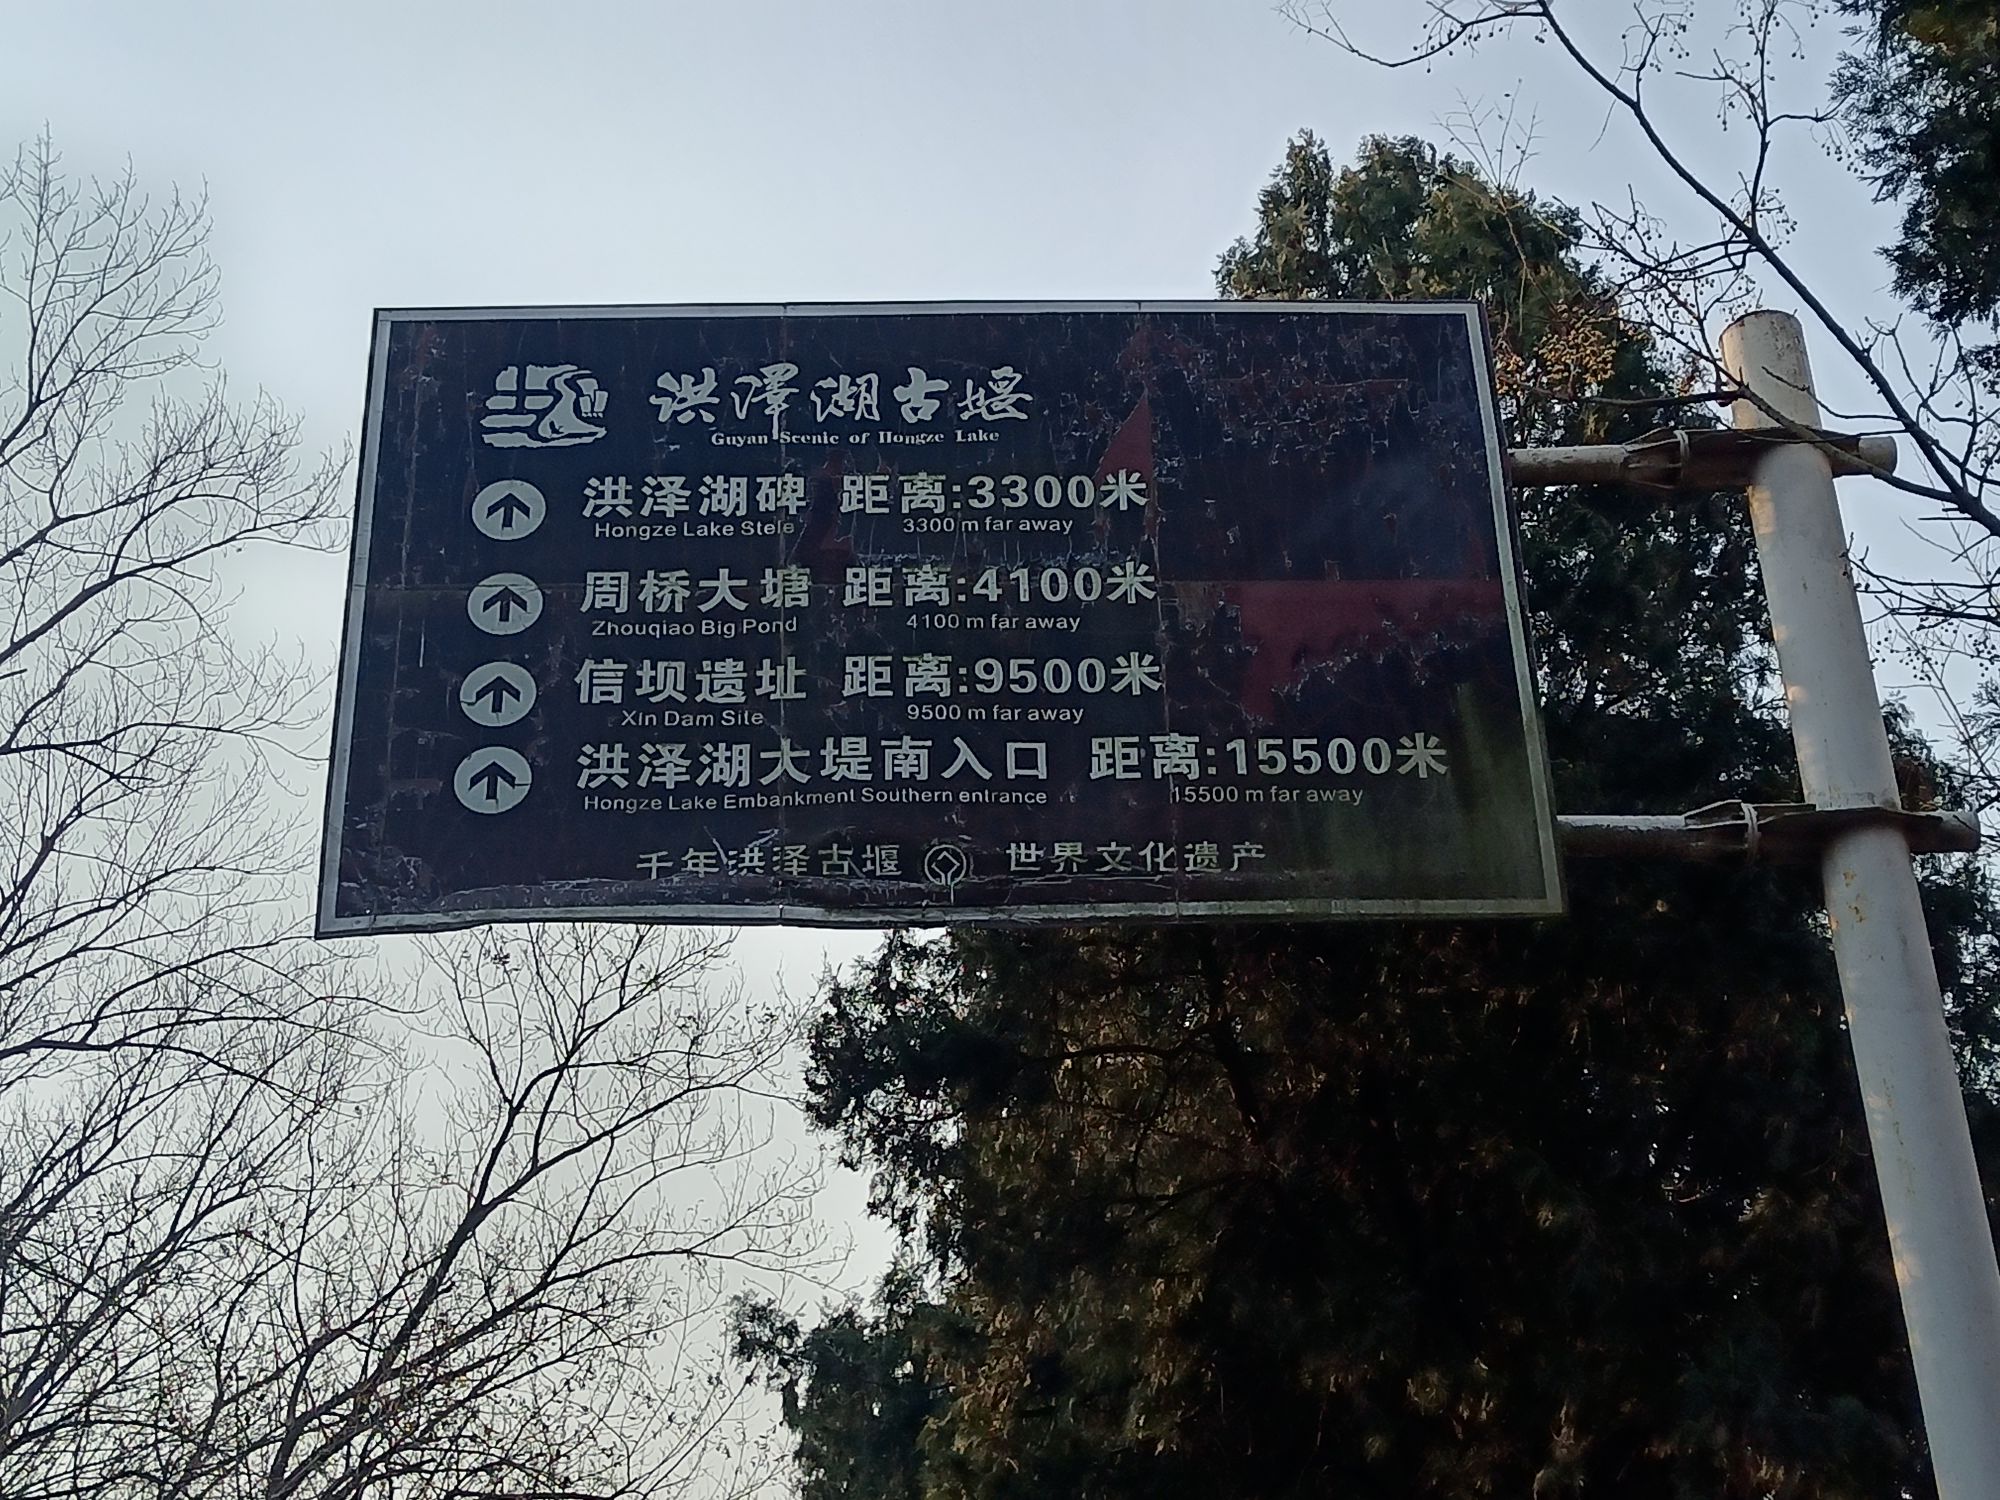 洪泽湖古堰
Guyan Scenic of Hongze Lake
洪泽湖碑 距离:3300米
Hongze Lake Stele 3300 m far away
周桥大塘 距离:4100米
Zhouqiao Big Pond 4100 m far away
信坝遗址 距离:9500米
Xin Dam Site 9500 m far away
洪泽湖大堤南入口 距离:15500米
Hongze Lake Embankment Southern entrance 15500 m far away
千年洪泽古堰 世界文化遗产